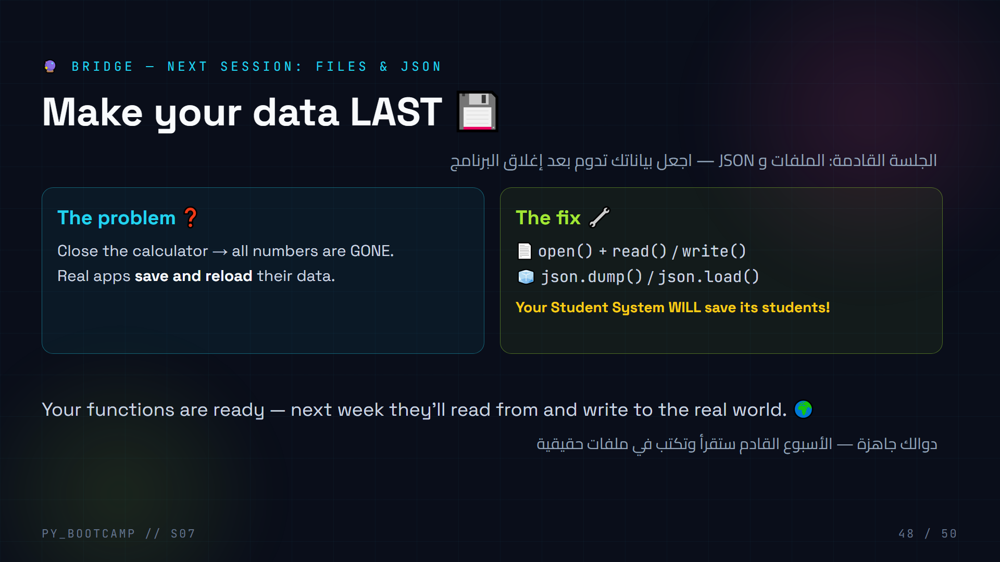 🔮 BRIDGE — NEXT SESSION: FILES & JSON
Make your data LAST 💾
الجلسة القادمة: الملفات و JSON — اجعل بياناتك تدوم بعد إغلاق البرنامج
The problem ❓
Close the calculator → all numbers are GONE.
Real apps save and reload their data.
The fix 🔧
📄 open() + read() / write()
🧊 json.dump() / json.load()
Your Student System WILL save its students!
Your functions are ready — next week they’ll read from and write to the real world. 🌍
دوالك جاهزة — الأسبوع القادم ستقرأ وتكتب في ملفات حقيقية
PY_BOOTCAMP // S07
48 / 50